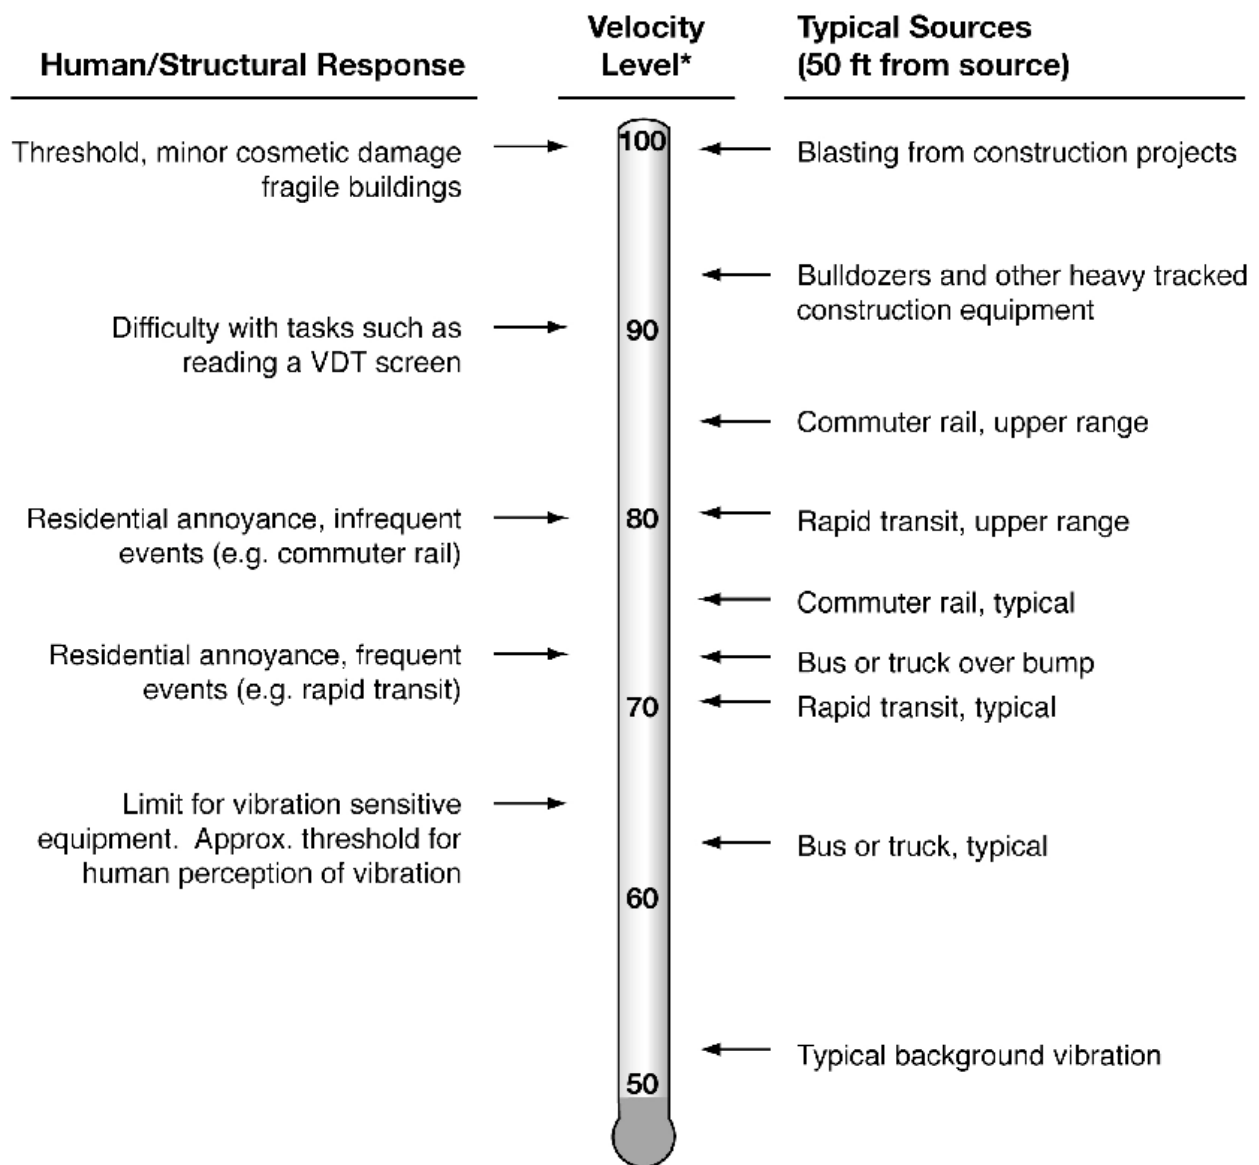 Human/Structural Response
Velocity
Level*
Typical Sources
(50 ft from source)
Threshold, minor cosmetic damage
fragile buildings
100
Blasting from construction projects
Bulldozers and other heavy tracked
construction equipment
Difficulty with tasks such as
reading a VDT screen
90
Commuter rail, upper range
Residential annoyance, infrequent
events (e.g. commuter rail)
80
Rapid transit, upper range
Commuter rail, typical
Residential annoyance, frequent
events (e.g. rapid transit)
Bus or truck over bump
70
Rapid transit, typical
Limit for vibration sensitive
equipment. Approx. threshold for
human perception of vibration
Bus or truck, typical
60
Typical background vibration
50